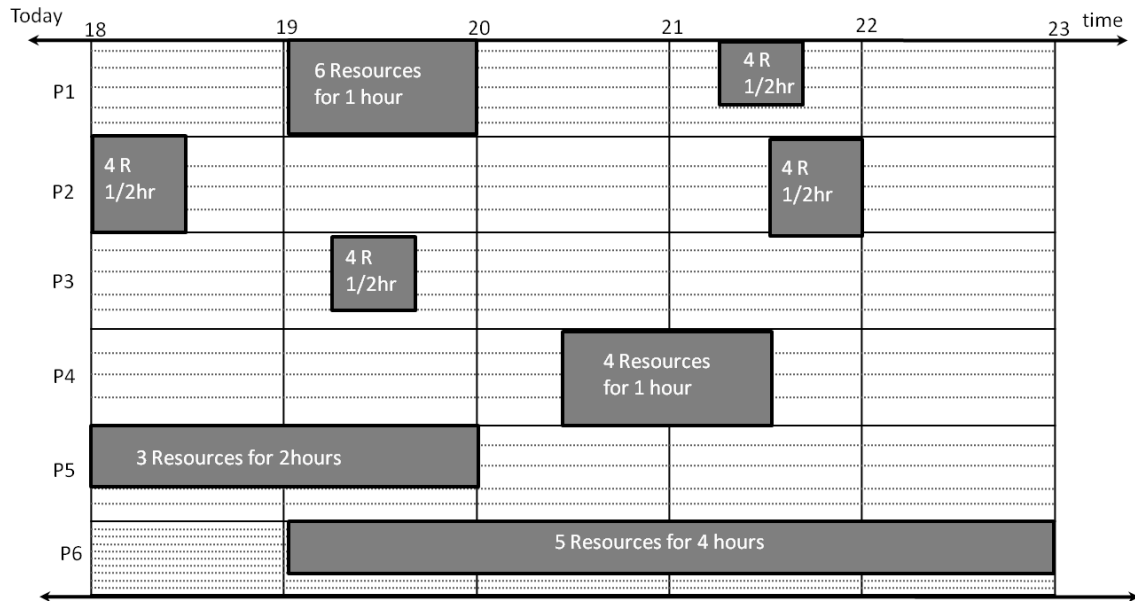 Today
18 19 20 21 22 23 time
P1
6 Resources
for 1 hour
4 R
1/2hr
P2
4 R
1/2hr
4 R
1/2hr
P3
4 R
1/2hr
P4
4 Resources
for 1 hour
P5
3 Resources for 2hours
P6
5 Resources for 4 hours